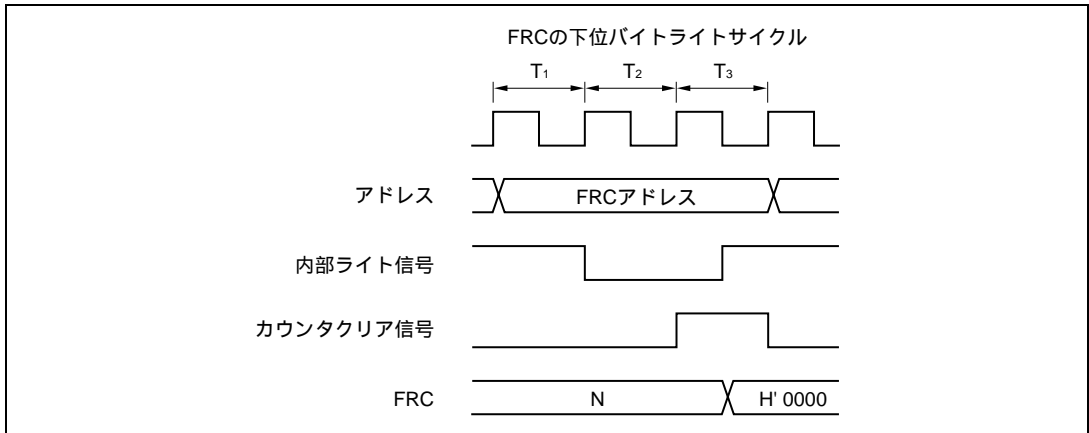 FRCの下位バイトライトサイクル
T1 T2 T3
アドレス FRCアドレス
内部ライト信号
カウンタクリア信号
FRC N H' 0000